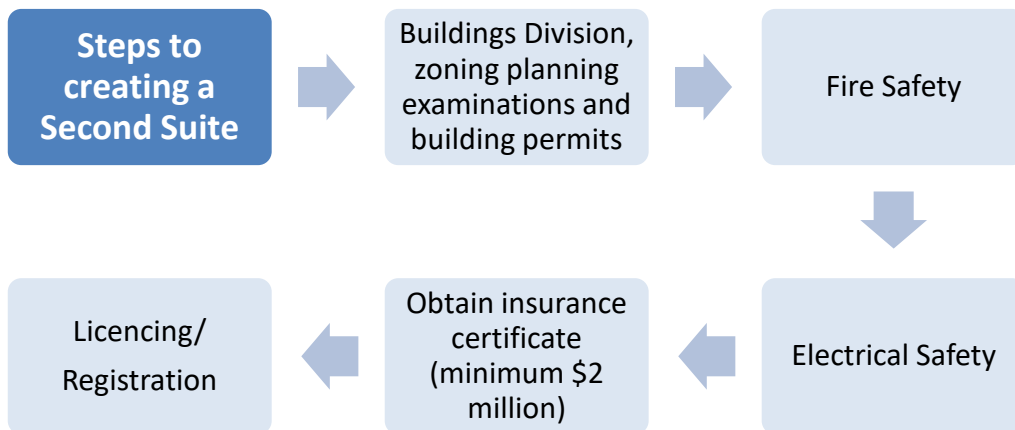 Steps to
creating a
Second Suite
Buildings Division,
zoning planning
examinations and
building permits
Fire Safety
Electrical Safety
Obtain insurance
certificate
(minimum $2
million)
Licencing/
Registration